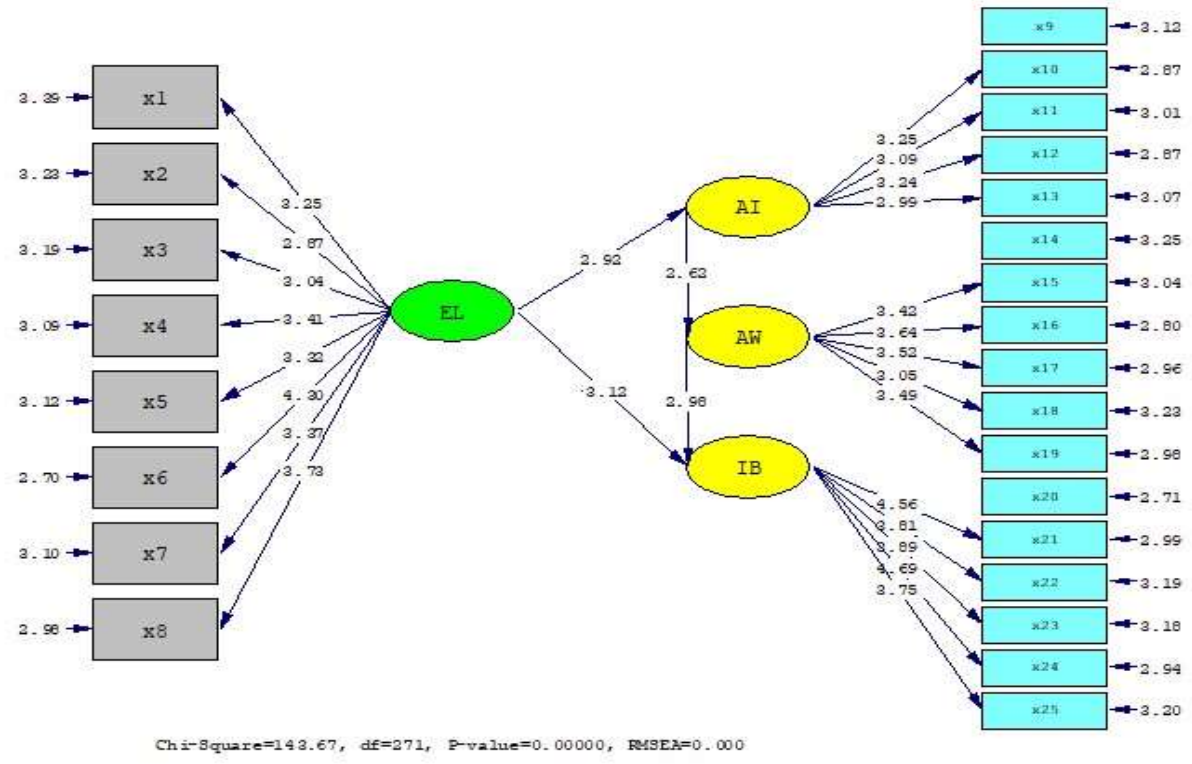 3.39 x1
3.23 x2
3.19 x3
3.09 x4
3.12 x5
2.70 x6
3.10 x7
2.98 x8
3.25
2.87
3.04
3.41
3.32
4.30
3.37
3.73
EL
2.92
-3.12
AI
2.62
AW
2.98
IB
3.25
3.09
3.24
2.99
3.42
3.64
3.52
3.05
3.49
4.56
3.81
3.89
4.69
3.75
x9 3.12
x10 2.87
x11 3.01
x12 2.87
x13 3.07
x14 3.25
x15 3.04
x16 2.80
x17 2.96
x18 3.23
x19 2.98
x20 2.71
x21 2.99
x22 3.19
x23 3.18
x24 2.94
x25 3.20
Chi-Square=143.67, df=271, P-value=0.00000, RMSEA=0.000